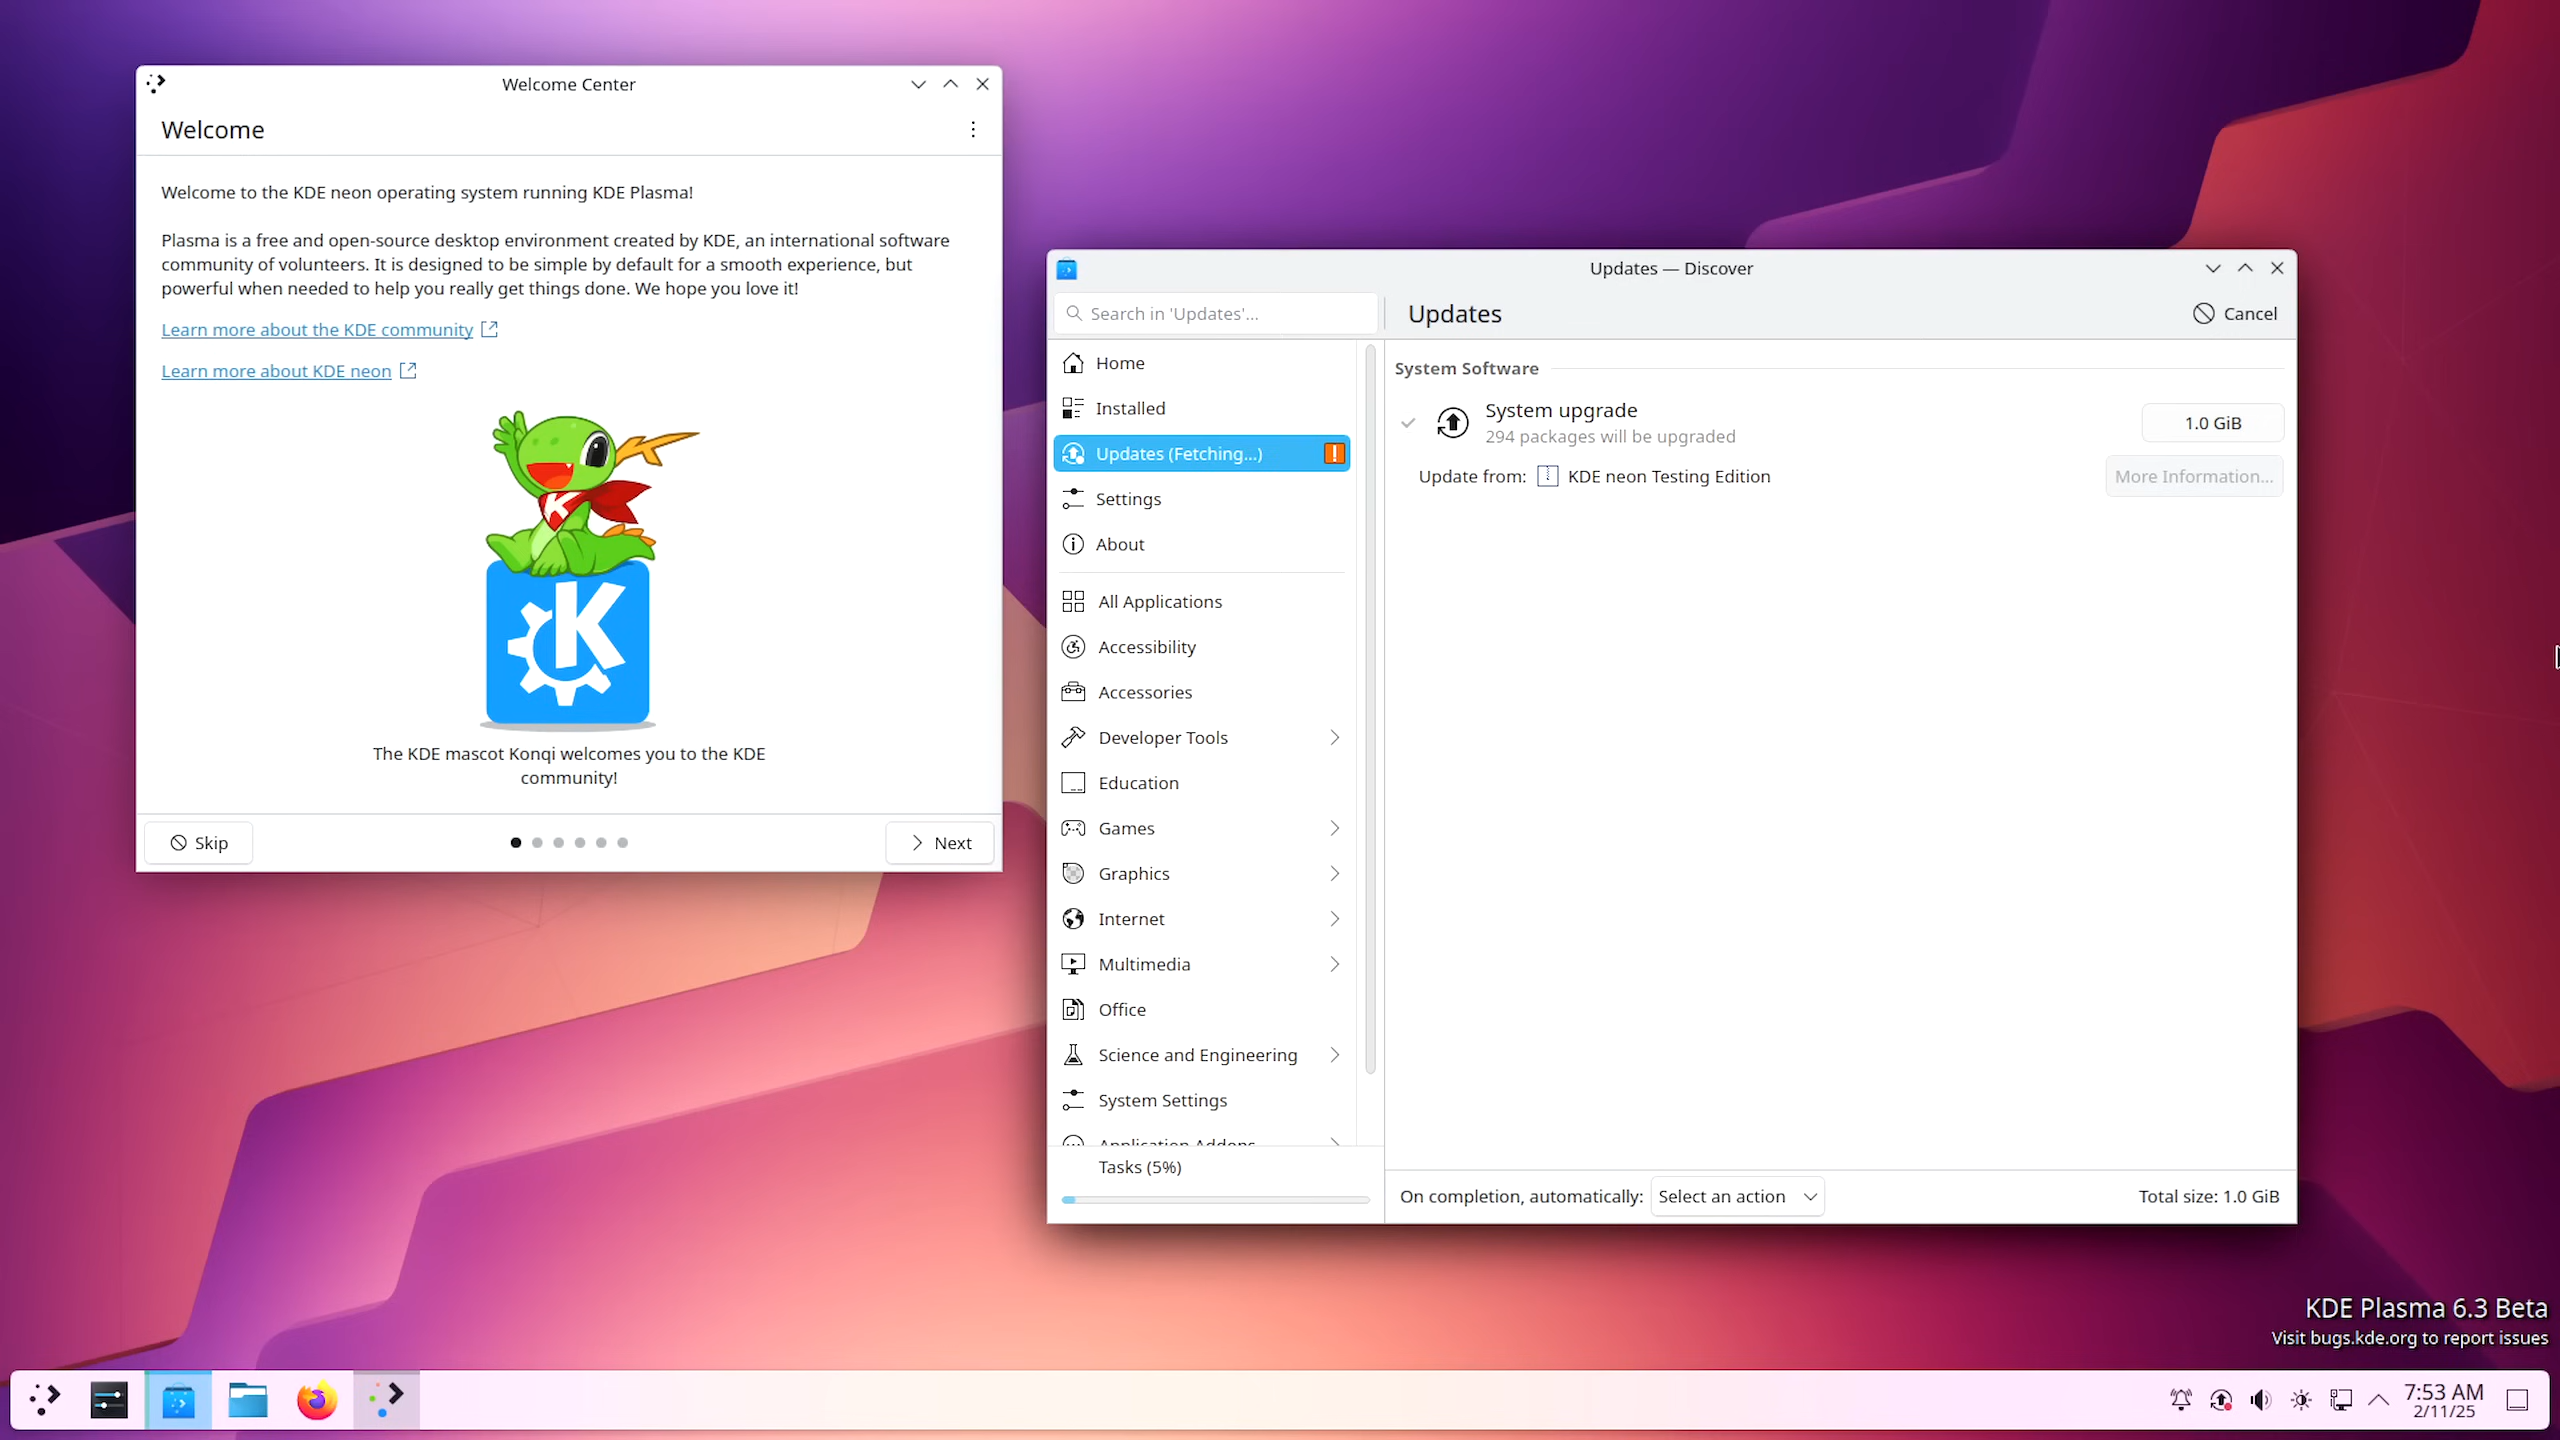 Welcome Center
Welcome
Welcome to the KDE neon operating system running KDE Plasma!
Plasma is a free and open-source desktop environment created by KDE, an international software
community of volunteers. It is designed to be simple by default for a smooth experience, but
powerful when needed to help you really get things done. We hope you love it!
Learn more about the KDE community
Learn more about KDE neon
K
K
The KDE mascot Konqi welcomes you to the KDE
community!
Skip
Next
Updates — Discover
Search in 'Updates'...
Updates
Cancel
Home
Installed
Updates (Fetching...)
Settings
About
All Applications
Accessibility
Accessories
Developer Tools
Education
Games
Graphics
Internet
Multimedia
Office
Science and Engineering
System Settings
Application Addons
Tasks (5%)
System Software
System upgrade
294 packages will be upgraded
1.0 GiB
Update from: KDE neon Testing Edition
More Information...
On completion, automatically: Select an action
Total size: 1.0 GiB
KDE Plasma 6.3 Beta
Visit bugs.kde.org to report issues
7:53 AM
2/11/25